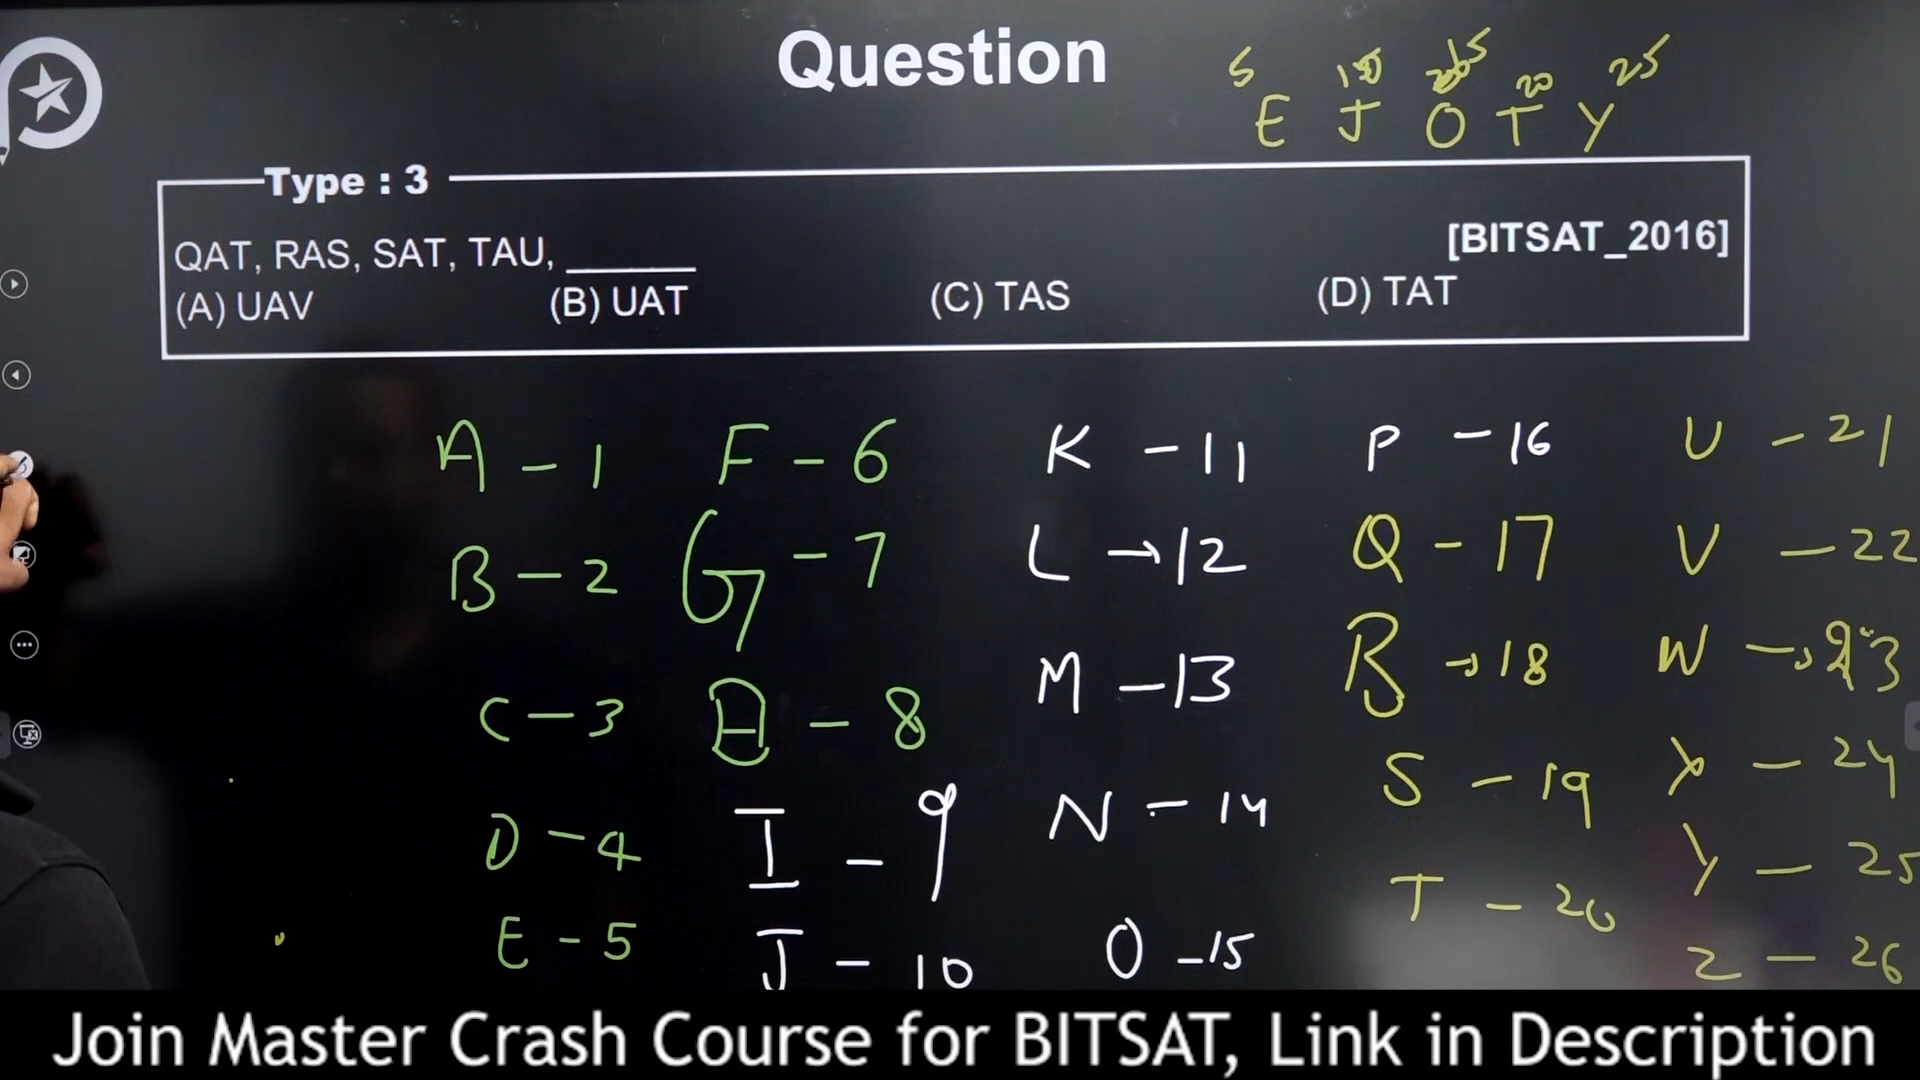 Question
5 10 15 20 25
E J O T Y
Type : 3
QAT, RAS, SAT, TAU, ______
[BITSAT_2016]
(A) UAV (B) UAT (C) TAS (D) TAT
A - 1 F - 6 K - 11 P - 16 U - 21
B - 2 G - 7 L → 12 Q - 17 V - 22
C - 3 H - 8 M - 13 R → 18 W → 23
D - 4 I - 9 N - 14 S - 19 X - 24
E - 5 J - 10 O - 15 T - 20 Y - 25
Z - 26
Join Master Crash Course for BITSAT, Link in Description